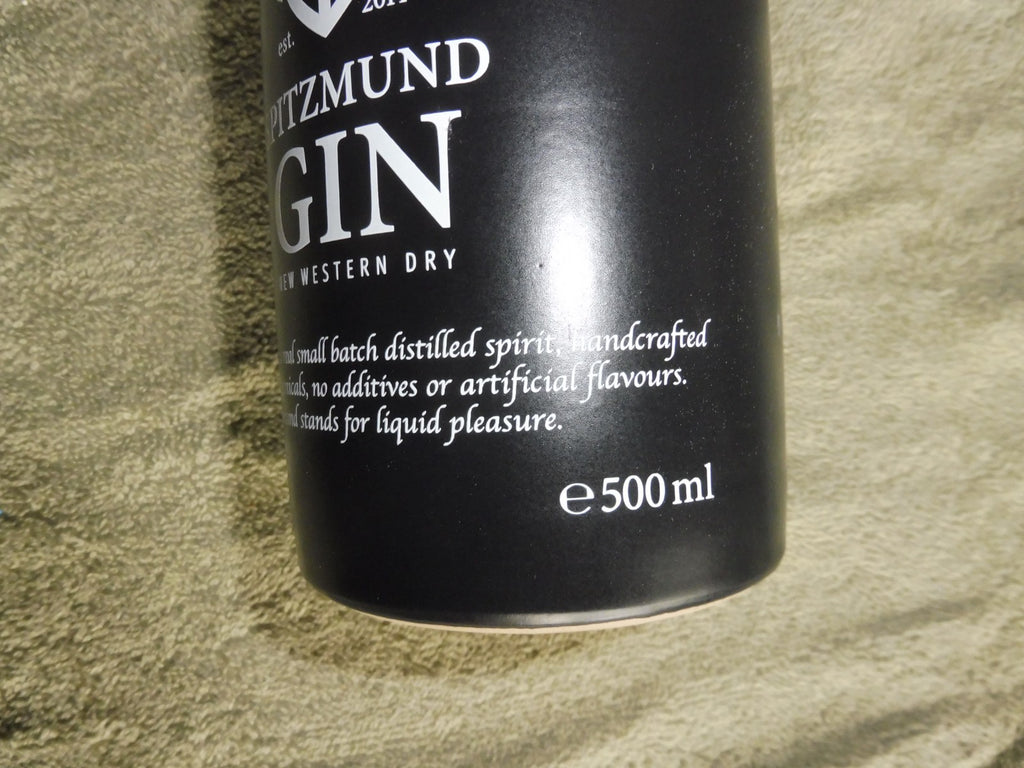 est.
PITZMUND
GIN
NEW WESTERN DRY
small batch distilled spirit, handcrafted
no additives or artificial flavours.
stands for liquid pleasure.
℮ 500 ml